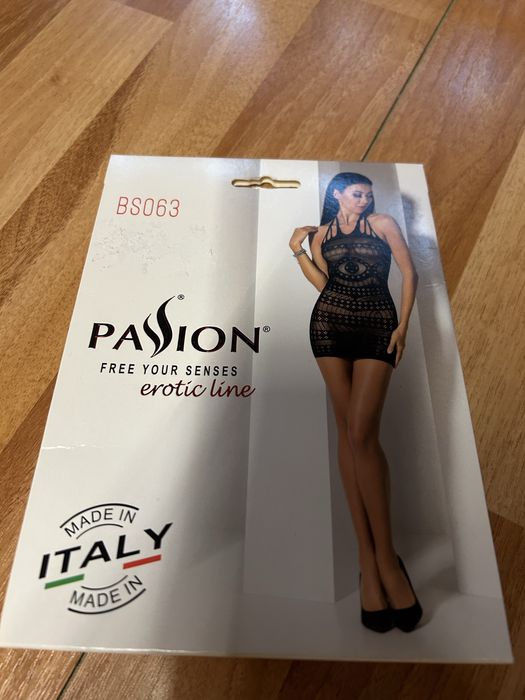 BS063
PASSION®
FREE YOUR SENSES
erotic line
MADE IN
ITALY
MADE IN